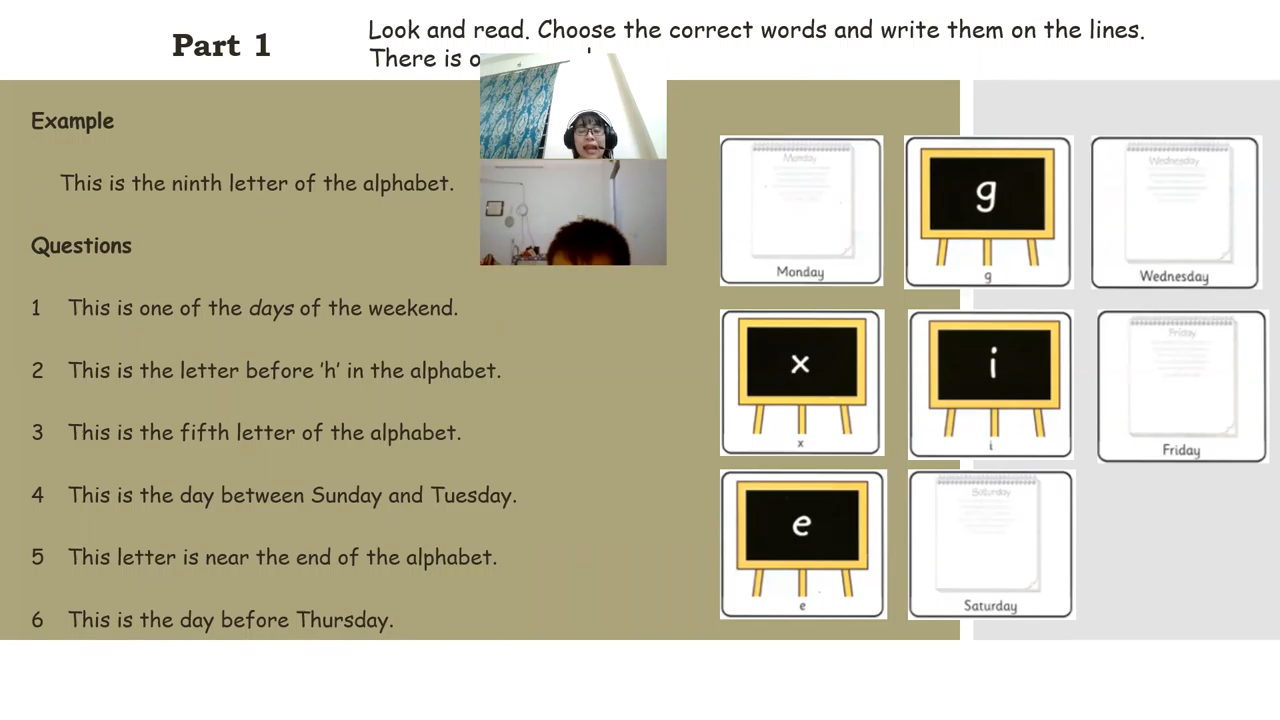 Part 1
Look and read. Choose the correct words and write them on the lines.
There is
Example
This is the ninth letter of the alphabet.
Questions
1 This is one of the days of the weekend.
2 This is the letter before 'h' in the alphabet.
3 This is the fifth letter of the alphabet.
4 This is the day between Sunday and Tuesday.
5 This letter is near the end of the alphabet.
6 This is the day before Thursday.
Monday
Monday
g
g
Wednesday
Wednesday
x
x
i
i
Friday
Friday
e
e
Saturday
Saturday